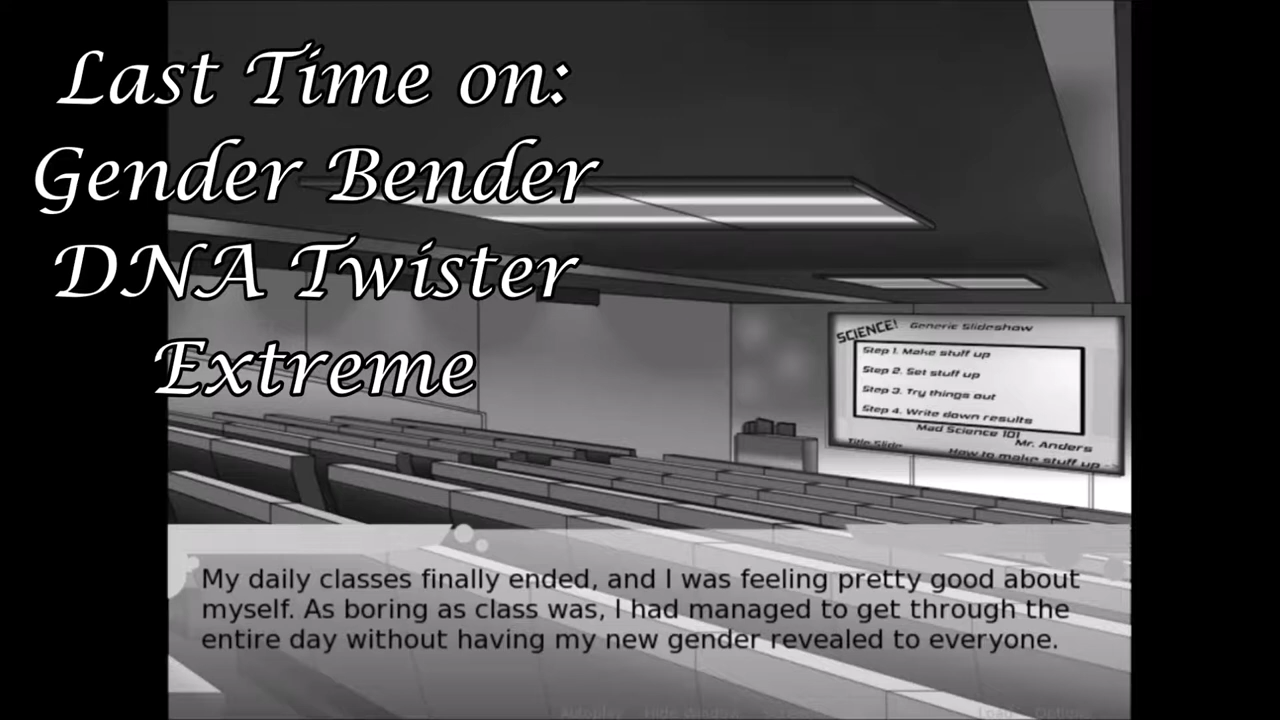 Last Time on:
Gender Bender
DNA Twister
Extreme
SCIENCE! Generic Slideshow
Step 1. Make stuff up
Step 2. Set stuff up
Step 3. Try things out
Step 4. Write down results
Mad Science 101
Mr. Anders
Title Slide
How to make stuff up
My daily classes finally ended, and I was feeling pretty good about
myself. As boring as class was, I had managed to get through the
entire day without having my new gender revealed to everyone.